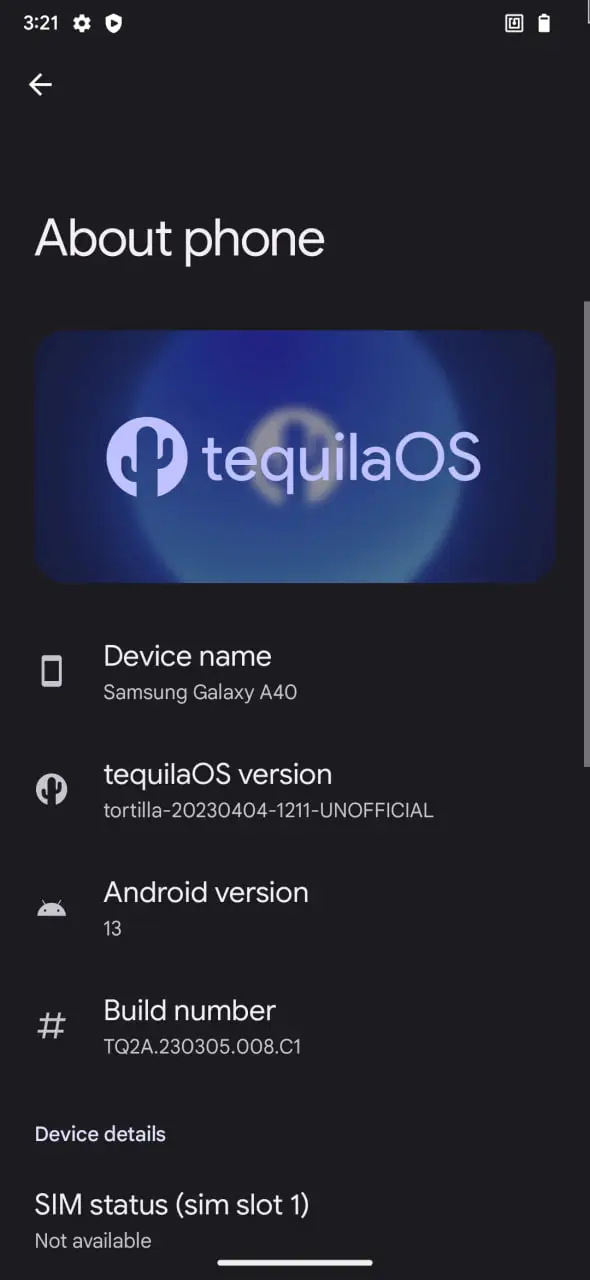 3:21
About phone
tequilaOS
Device name
Samsung Galaxy A40
tequilaOS version
tortilla-20230404-1211-UNOFFICIAL
Android version
13
Build number
TQ2A.230305.008.C1
Device details
SIM status (sim slot 1)
Not available